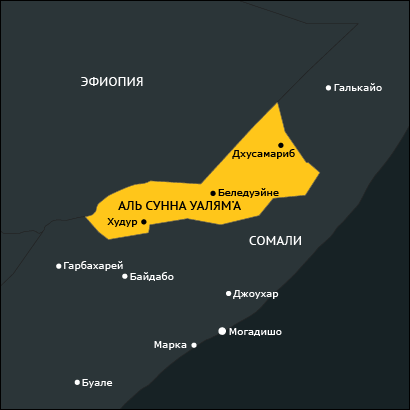 ЭФИОПИЯ
Галькайо
Дхусамариб
Беледуэйне
АЛЬ СУННА УАЛЯМ'А
Худур
СОМАЛИ
Гарбахарей
Байдабо
Джоухар
Могадишо
Марка
Буале